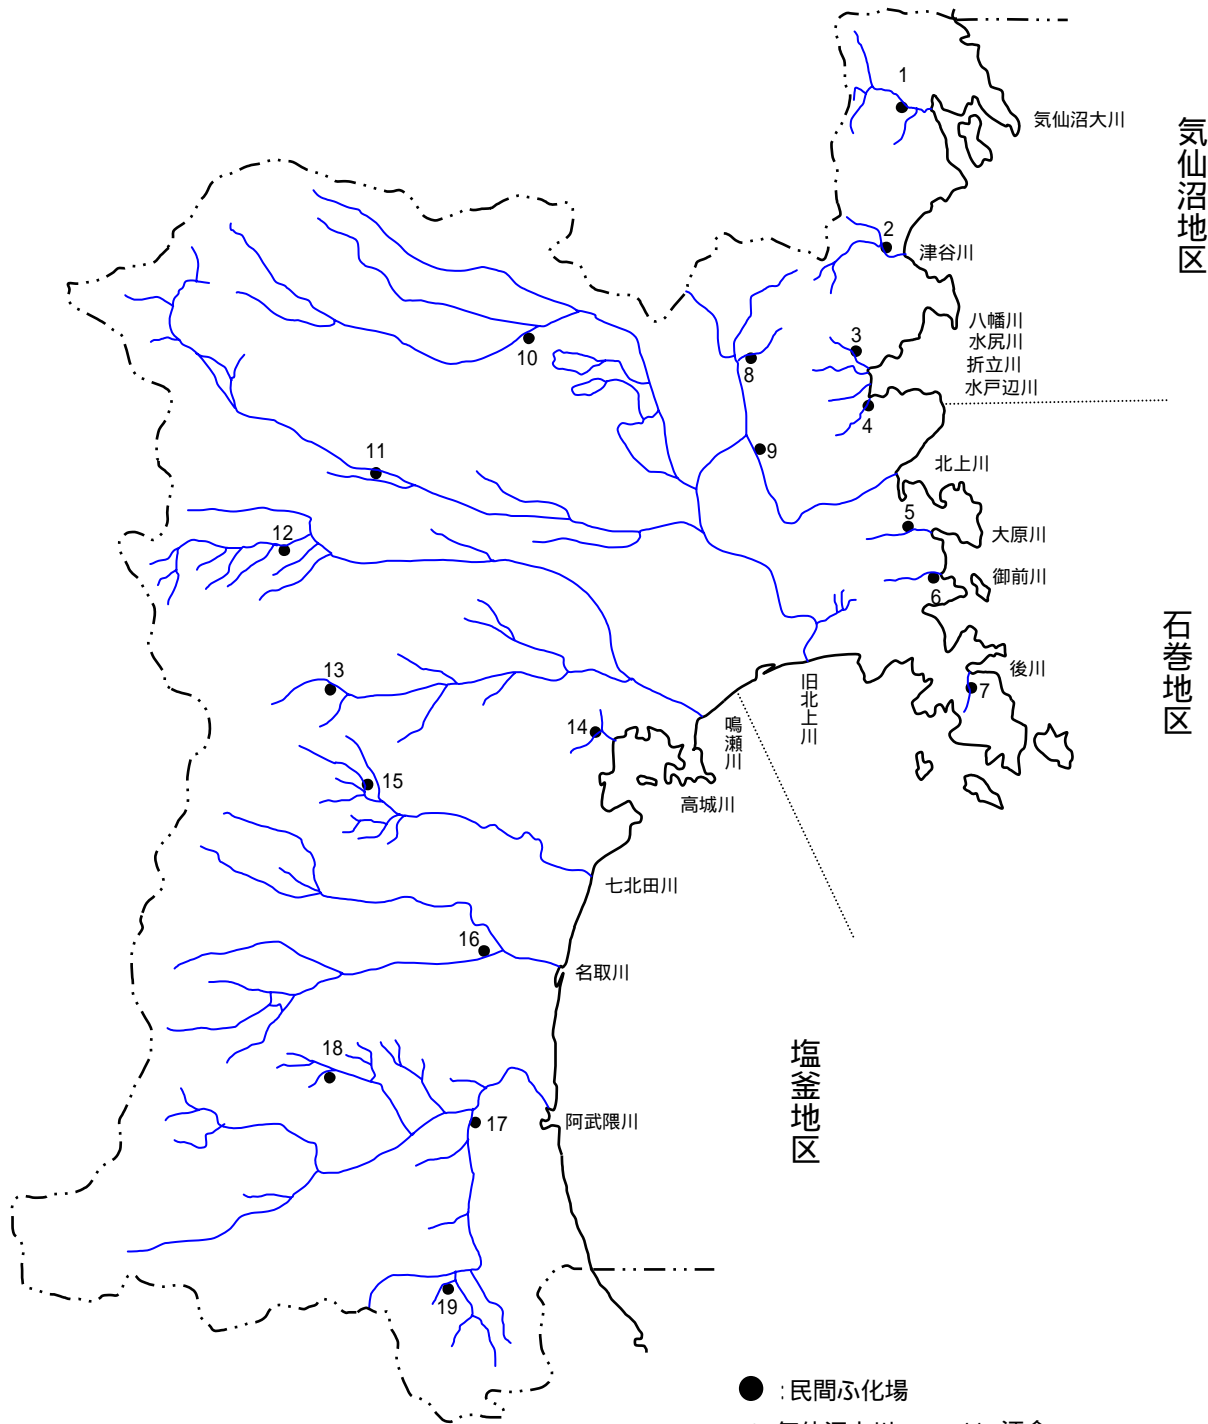 1
気仙沼大川
気仙沼地区
2
津谷川
八幡川
水尻川
折立川
水戸辺川
3
4
8
9
10
北上川
11
5
大原川
12
御前川
6
石巻地区
後川
7
13
旧北上川
鳴瀬川
14
高城川
15
七北田川
16
名取川
18
塩釜地区
17
阿武隈川
19
● :民間ふ化場